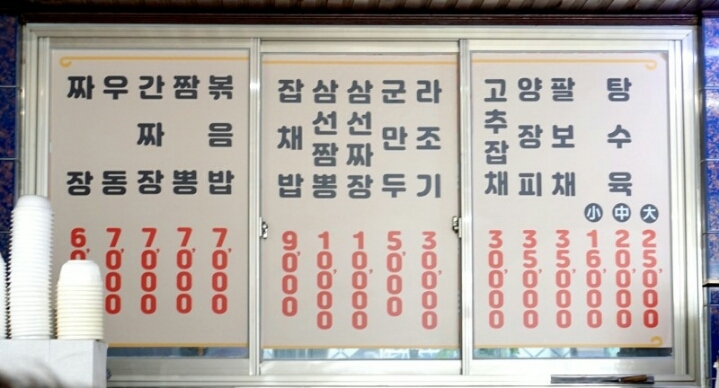 짜장 6,0
우동 7,000
간짜장 7,000
짬뽕 7,000
볶음밥 7,000
잡채밥 9,000
삼선짬뽕 10,000
삼선짜장 10,000
군만두 5,000
라조기 30,000
고추잡채 30,000
양장피 35,000
팔보채 35,000
탕수육
小 16,000
中 20,000
大 25,000